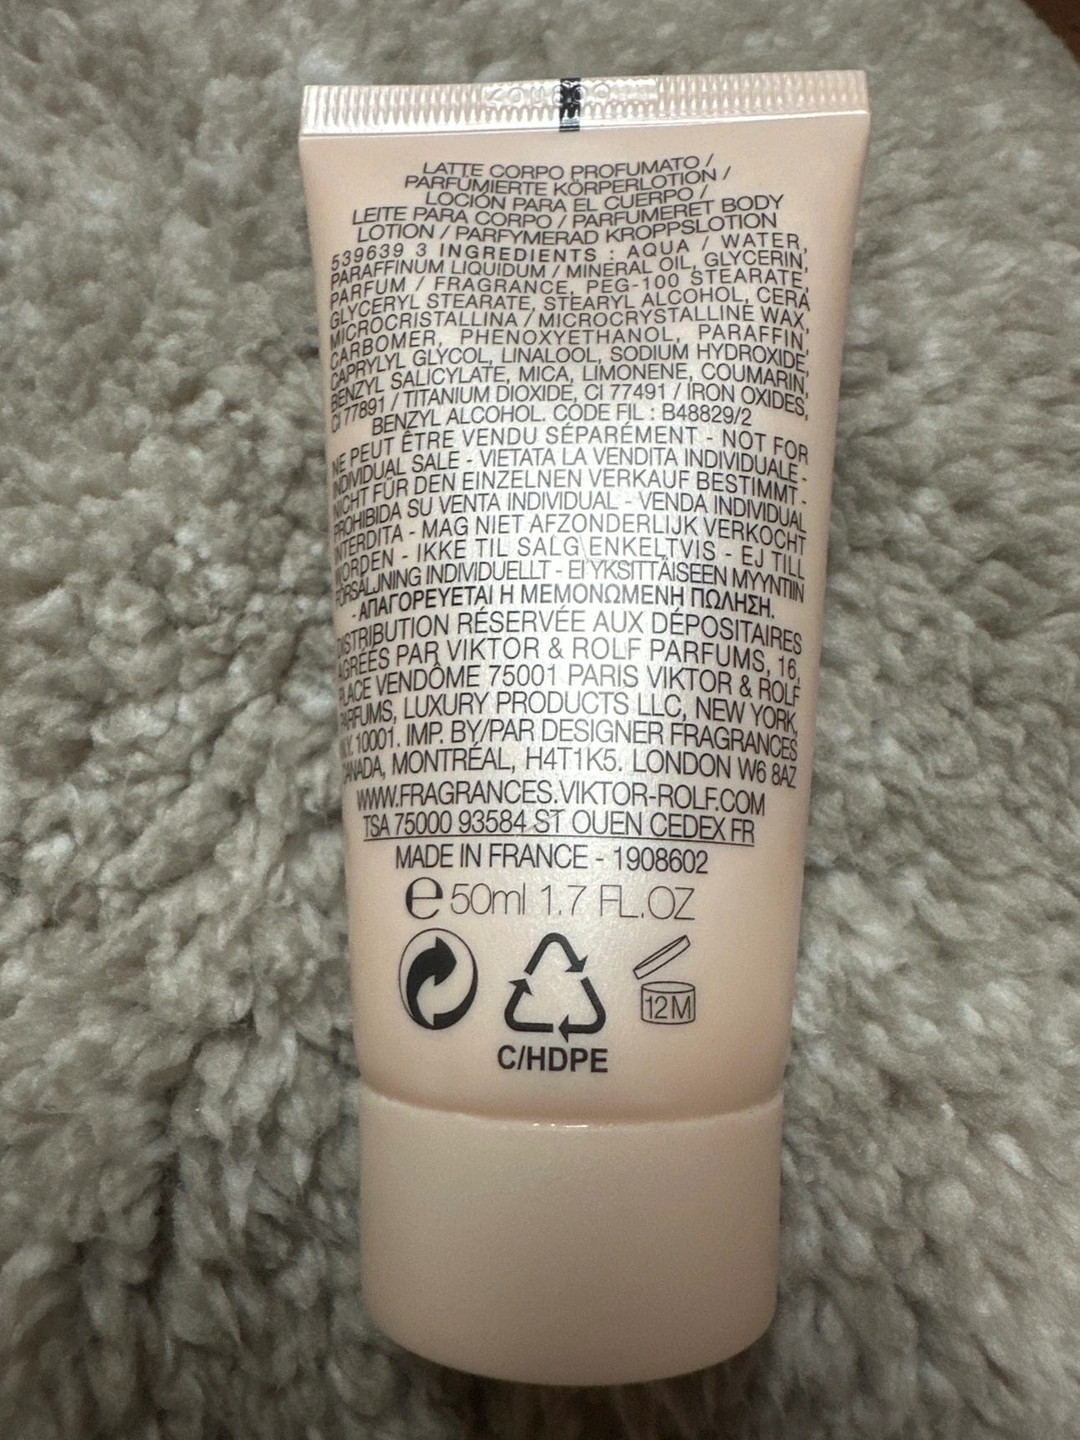 LATTE CORPO PROFUMATO /
PARFÜMIERTE KÖRPERLOTION /
LOCIÓN PARA EL CUERPO /
LEITE PARA CORPO / PARFUMERET BODY
LOTION / PARFYMERAD KROPPSLOTION
539639 3 INGREDIENTS : AQUA / WATER,
PARAFFINUM LIQUIDUM / MINERAL OIL, GLYCERIN,
PARFUM / FRAGRANCE, PEG-100 STEARATE,
GLYCERYL STEARATE, STEARYL ALCOHOL, CERA
MICROCRISTALLINA / MICROCRYSTALLINE WAX,
CARBOMER, PHENOXYETHANOL, PARAFFIN,
CAPRYLYL GLYCOL, LINALOOL, SODIUM HYDROXIDE,
BENZYL SALICYLATE, MICA, LIMONENE, COUMARIN,
CI 77891 / TITANIUM DIOXIDE, CI 77491 / IRON OXIDES,
BENZYL ALCOHOL. CODE FIL : B48829/2
NE PEUT ÊTRE VENDU SÉPARÉMENT - NOT FOR
INDIVIDUAL SALE - VIETATA LA VENDITA INDIVIDUALE -
NICHT FÜR DEN EINZELNEN VERKAUF BESTIMMT -
PROHIBIDA SU VENTA INDIVIDUAL - VENDA INDIVIDUAL
INTERDITA - MAG NIET AFZONDERLIJK VERKOCHT
WORDEN - IKKE TIL SALG ENKELTVIS - EJ TILL
FÖRSÄLJNING INDIVIDUELLT - EI YKSITTÄISEEN MYYNTIIN
- ΑΠΑΓΟΡΕΥΕΤΑΙ Η ΜΕΜΟΝΩΜΕΝΗ ΠΩΛΗΣΗ.
DISTRIBUTION RÉSERVÉE AUX DÉPOSITAIRES
AGRÉÉS PAR VIKTOR & ROLF PARFUMS, 16,
PLACE VENDÔME 75001 PARIS VIKTOR & ROLF
PARFUMS, LUXURY PRODUCTS LLC, NEW YORK,
N.Y. 10001. IMP. BY/PAR DESIGNER FRAGRANCES
CANADA, MONTRÉAL, H4T1K5. LONDON W6 8AZ
WWW.FRAGRANCES.VIKTOR-ROLF.COM
TSA 75000 93584 ST OUEN CEDEX FR
MADE IN FRANCE - 1908602
℮ 50ml 1.7 FL.OZ
12M
C/HDPE